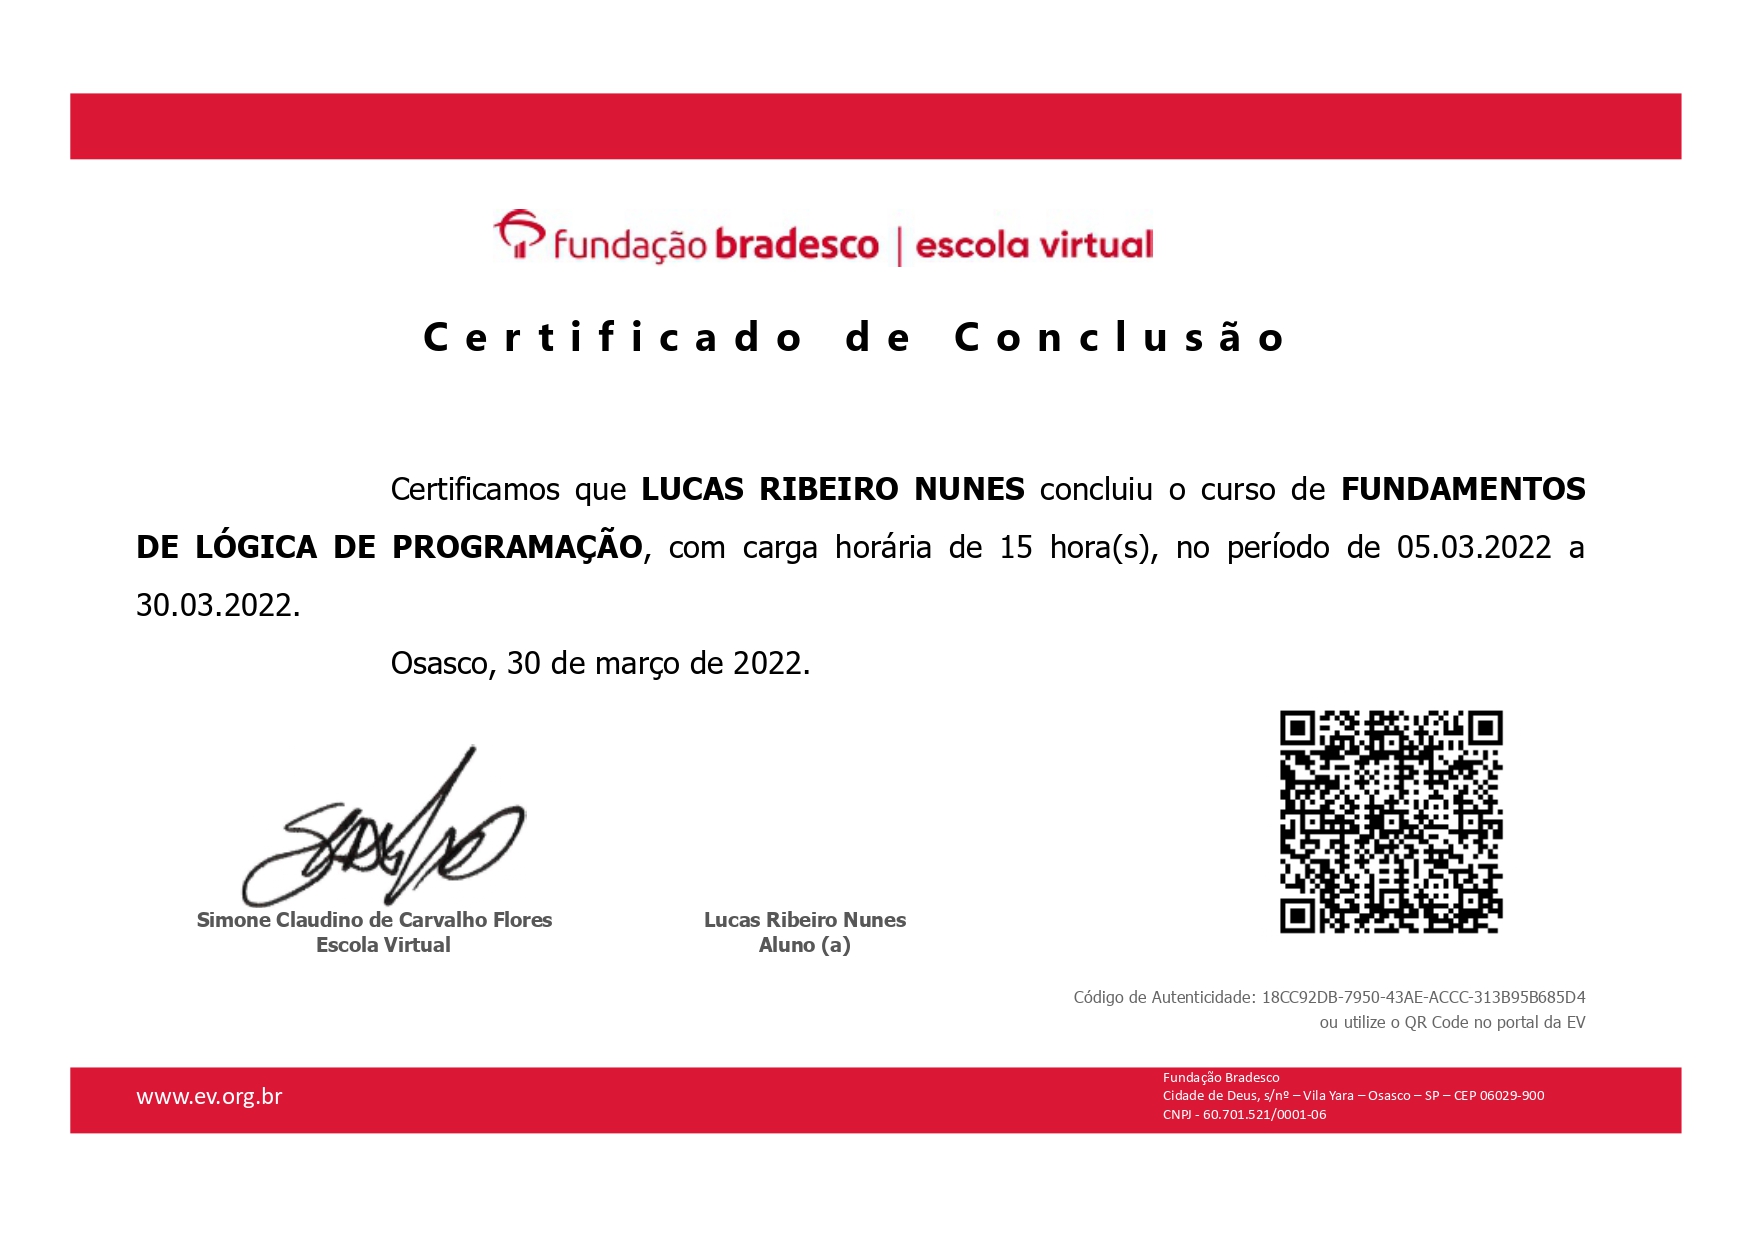 fundação bradesco | escola virtual
Certificado de Conclusão
Certificamos que LUCAS RIBEIRO NUNES concluiu o curso de FUNDAMENTOS
DE LÓGICA DE PROGRAMAÇÃO, com carga horária de 15 hora(s), no período de 05.03.2022 a
30.03.2022.
Osasco, 30 de março de 2022.
Simone Claudino de Carvalho Flores
Escola Virtual
Lucas Ribeiro Nunes
Aluno (a)
Código de Autenticidade: 18CC92DB-7950-43AE-ACCC-313B95B685D4
ou utilize o QR Code no portal da EV
www.ev.org.br
Fundação Bradesco
Cidade de Deus, s/nº – Vila Yara – Osasco – SP – CEP 06029-900
CNPJ - 60.701.521/0001-06